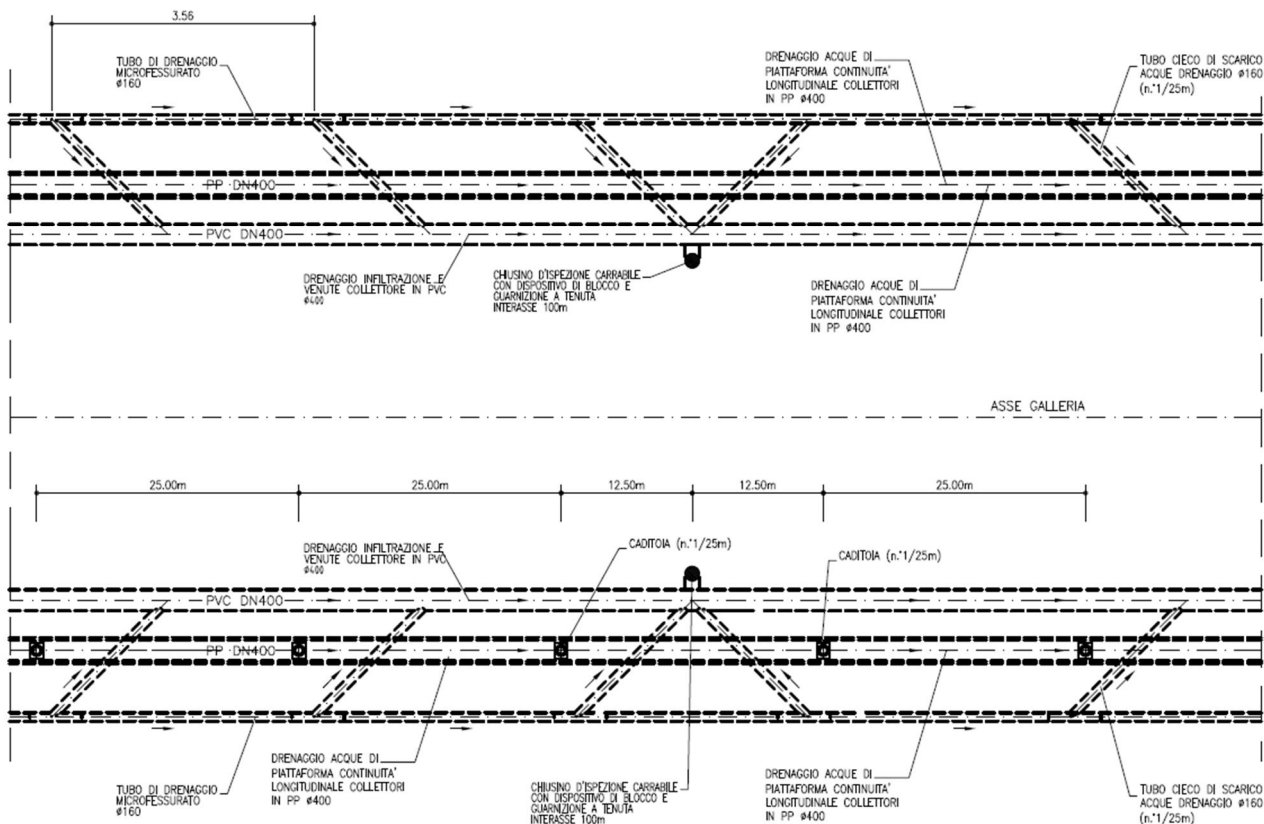 3.56
TUBO DI DRENAGGIO
MICROFESSURATO
ø160
DRENAGGIO ACQUE DI
PIATTAFORMA CONTINUITA'
LONGITUDINALE COLLETTORI
IN PP ø400
TUBO CIECO DI SCARICO
ACQUE DRENAGGIO ø160
(n.°1/25m)
PP DN400
PVC DN400
DRENAGGIO INFILTRAZIONE E
VENUTE COLLETTORE IN PVC
ø400
CHIUSINO D'ISPEZIONE CARRABILE
CON DISPOSITIVO DI BLOCCO E
GUARNIZIONE A TENUTA
INTERASSE 100m
DRENAGGIO ACQUE DI
PIATTAFORMA CONTINUITA'
LONGITUDINALE COLLETTORI
IN PP ø400
ASSE GALLERIA
25.00m
25.00m
12.50m
12.50m
25.00m
DRENAGGIO INFILTRAZIONE E
VENUTE COLLETTORE IN PVC
ø400
CADITOIA (n.°1/25m)
CADITOIA (n.°1/25m)
PVC DN400
PP DN400
TUBO DI DRENAGGIO
MICROFESSURATO
ø160
DRENAGGIO ACQUE DI
PIATTAFORMA CONTINUITA'
LONGITUDINALE COLLETTORI
IN PP ø400
CHIUSINO D'ISPEZIONE CARRABILE
CON DISPOSITIVO DI BLOCCO E
GUARNIZIONE A TENUTA
INTERASSE 100m
DRENAGGIO ACQUE DI
PIATTAFORMA CONTINUITA'
LONGITUDINALE COLLETTORI
IN PP ø400
TUBO CIECO DI SCARICO
ACQUE DRENAGGIO ø160
(n.°1/25m)